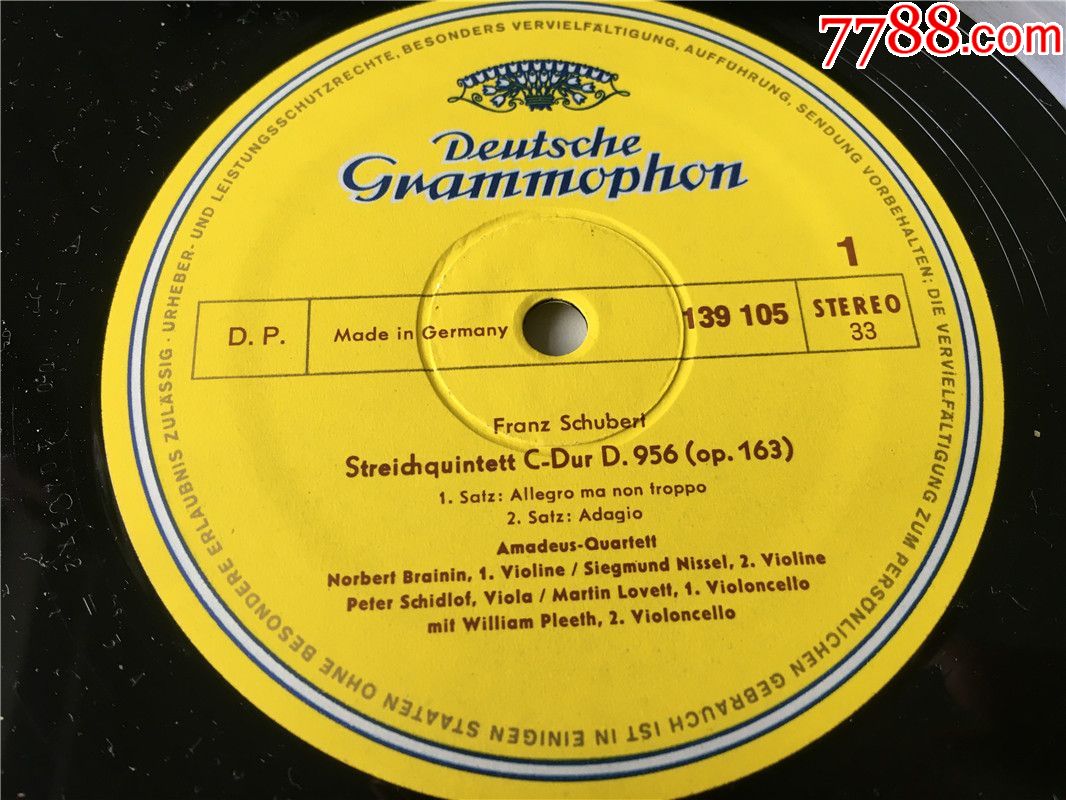 7788.com
URHEBER- UND LEISTUNGSSCHUTZRECHTE, BESONDERS VERVIELFÄLTIGUNG, AUFFÜHRUNG, SENDUNG VORBEHALTEN; DIE VERVIELFÄLTIGUNG ZUM PERSÖNLICHEN GEBRAUCH IST IN EINIGEN STAATEN OHNE BESONDERE ERLAUBNIS ZULÄSSIG ·
Deutsche
Grammophon
1
D. P. Made in Germany 139 105 STEREO
33
Franz Schubert
Streichquintett C-Dur D. 956 (op. 163)
1. Satz: Allegro ma non troppo
2. Satz: Adagio
Amadeus-Quartett
Norbert Brainin, 1. Violine / Siegmund Nissel, 2. Violine
Peter Schidlof, Viola / Martin Lovett, 1. Violoncello
mit William Pleeth, 2. Violoncello